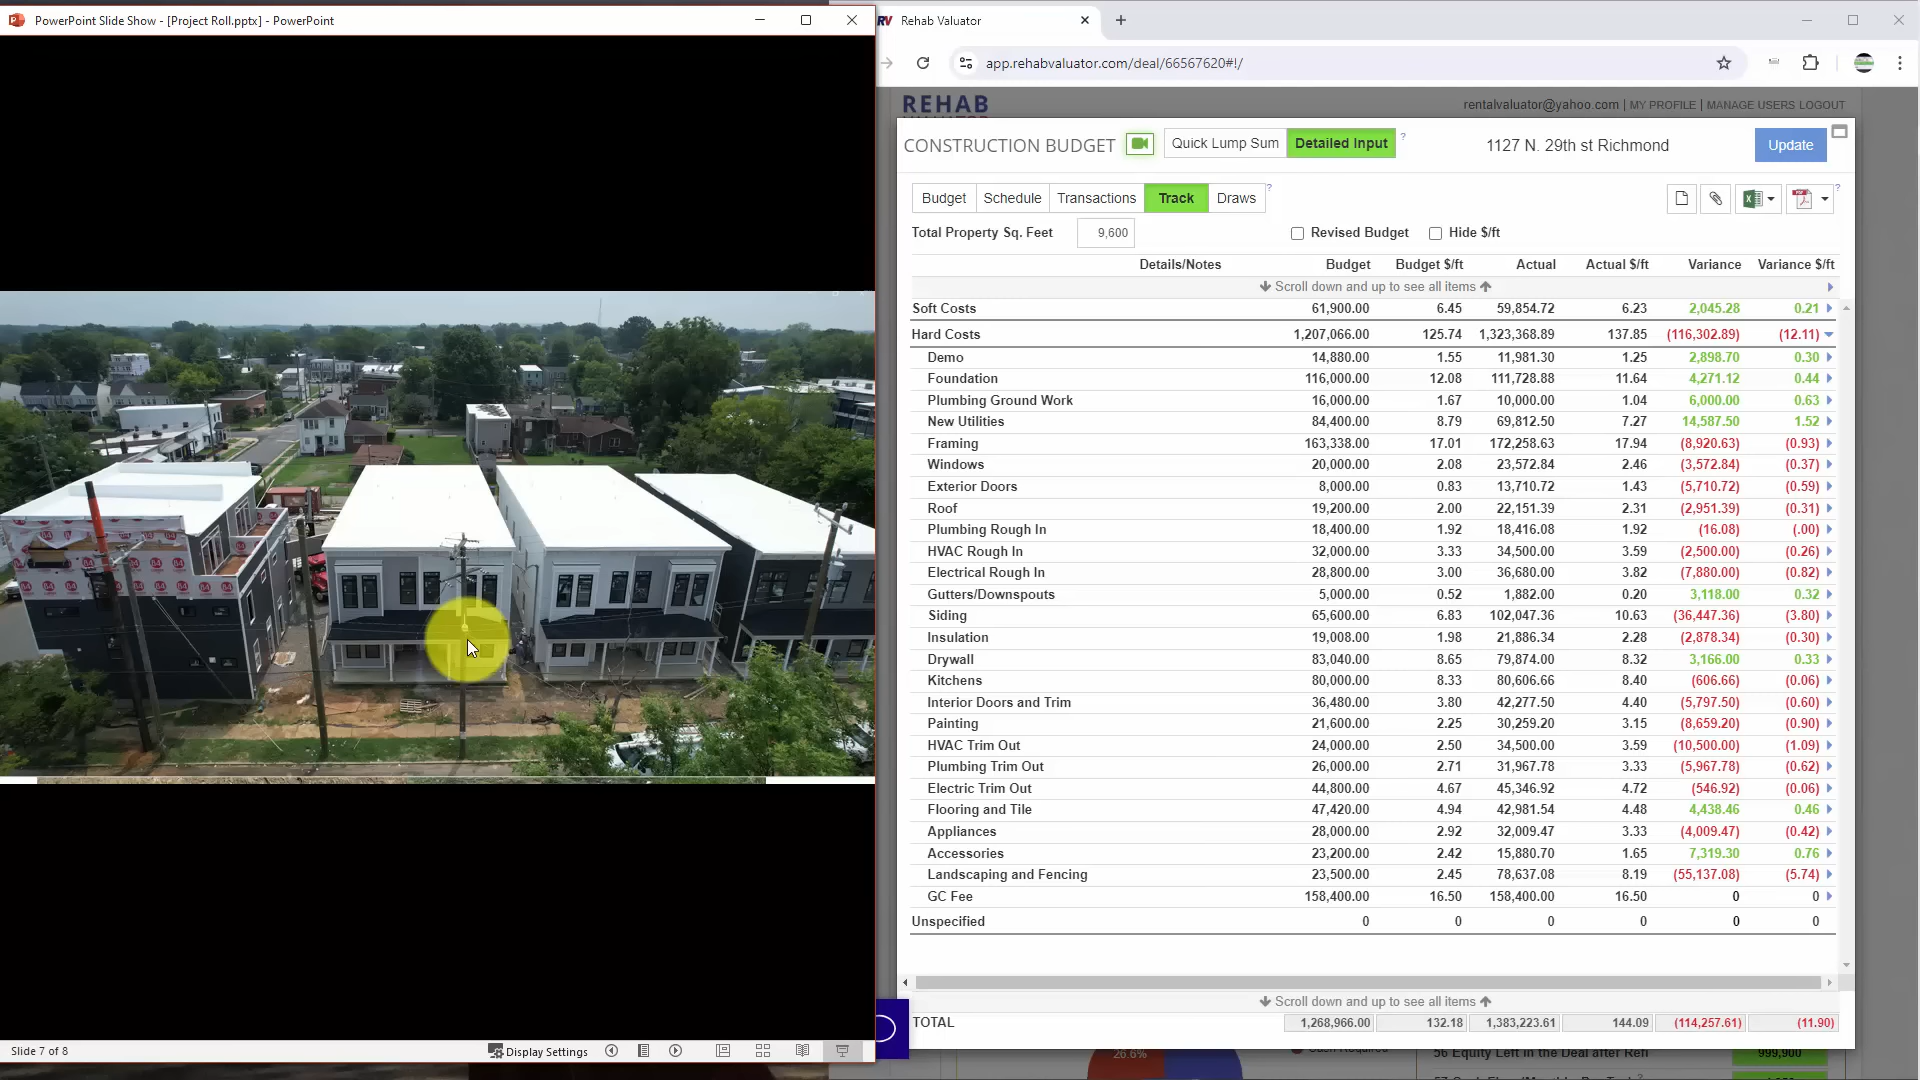 PowerPoint Slide Show - [Project Roll.pptx] - PowerPoint
Rehab Valuator
app.rehabvaluator.com/deal/66567620#!/
REHAB
rentalvaluator@yahoo.com | MY PROFILE | MANAGE USERS LOGOUT
CONSTRUCTION BUDGET Quick Lump Sum Detailed Input ? 1127 N. 29th st Richmond Update
Budget Schedule Transactions Track Draws ? ?
Total Property Sq. Feet 9,600 Revised Budget Hide $/ft
Details/Notes Budget Budget $/ft Actual Actual $/ft Variance Variance $/ft
Scroll down and up to see all items
Soft Costs 61,900.00 6.45 59,854.72 6.23 2,045.28 0.21
Hard Costs 1,207,066.00 125.74 1,323,368.89 137.85 (116,302.89) (12.11)
Demo 14,880.00 1.55 11,981.30 1.25 2,898.70 0.30
Foundation 116,000.00 12.08 111,728.88 11.64 4,271.12 0.44
Plumbing Ground Work 16,000.00 1.67 10,000.00 1.04 6,000.00 0.63
New Utilities 84,400.00 8.79 69,812.50 7.27 14,587.50 1.52
Framing 163,338.00 17.01 172,258.63 17.94 (8,920.63) (0.93)
Windows 20,000.00 2.08 23,572.84 2.46 (3,572.84) (0.37)
Exterior Doors 8,000.00 0.83 13,710.72 1.43 (5,710.72) (0.59)
Roof 19,200.00 2.00 22,151.39 2.31 (2,951.39) (0.31)
Plumbing Rough In 18,400.00 1.92 18,416.08 1.92 (16.08) (.00)
HVAC Rough In 32,000.00 3.33 34,500.00 3.59 (2,500.00) (0.26)
Electrical Rough In 28,800.00 3.00 36,680.00 3.82 (7,880.00) (0.82)
Gutters/Downspouts 5,000.00 0.52 1,882.00 0.20 3,118.00 0.32
Siding 65,600.00 6.83 102,047.36 10.63 (36,447.36) (3.80)
Insulation 19,008.00 1.98 21,886.34 2.28 (2,878.34) (0.30)
Drywall 83,040.00 8.65 79,874.00 8.32 3,166.00 0.33
Kitchens 80,000.00 8.33 80,606.66 8.40 (606.66) (0.06)
Interior Doors and Trim 36,480.00 3.80 42,277.50 4.40 (5,797.50) (0.60)
Painting 21,600.00 2.25 30,259.20 3.15 (8,659.20) (0.90)
HVAC Trim Out 24,000.00 2.50 34,500.00 3.59 (10,500.00) (1.09)
Plumbing Trim Out 26,000.00 2.71 31,967.78 3.33 (5,967.78) (0.62)
Electric Trim Out 44,800.00 4.67 45,346.92 4.72 (546.92) (0.06)
Flooring and Tile 47,420.00 4.94 42,981.54 4.48 4,438.46 0.46
Appliances 28,000.00 2.92 32,009.47 3.33 (4,009.47) (0.42)
Accessories 23,200.00 2.42 15,880.70 1.65 7,319.30 0.76
Landscaping and Fencing 23,500.00 2.45 78,637.08 8.19 (55,137.08) (5.74)
GC Fee 158,400.00 16.50 158,400.00 16.50 0 0
Unspecified 0 0 0 0 0 0
Scroll down and up to see all items
TOTAL 1,268,966.00 132.18 1,383,223.61 144.09 (114,257.61) (11.90)
26.6%
56 Equity Left in the Deal after Refi 999,900
Slide 7 of 8 Display Settings